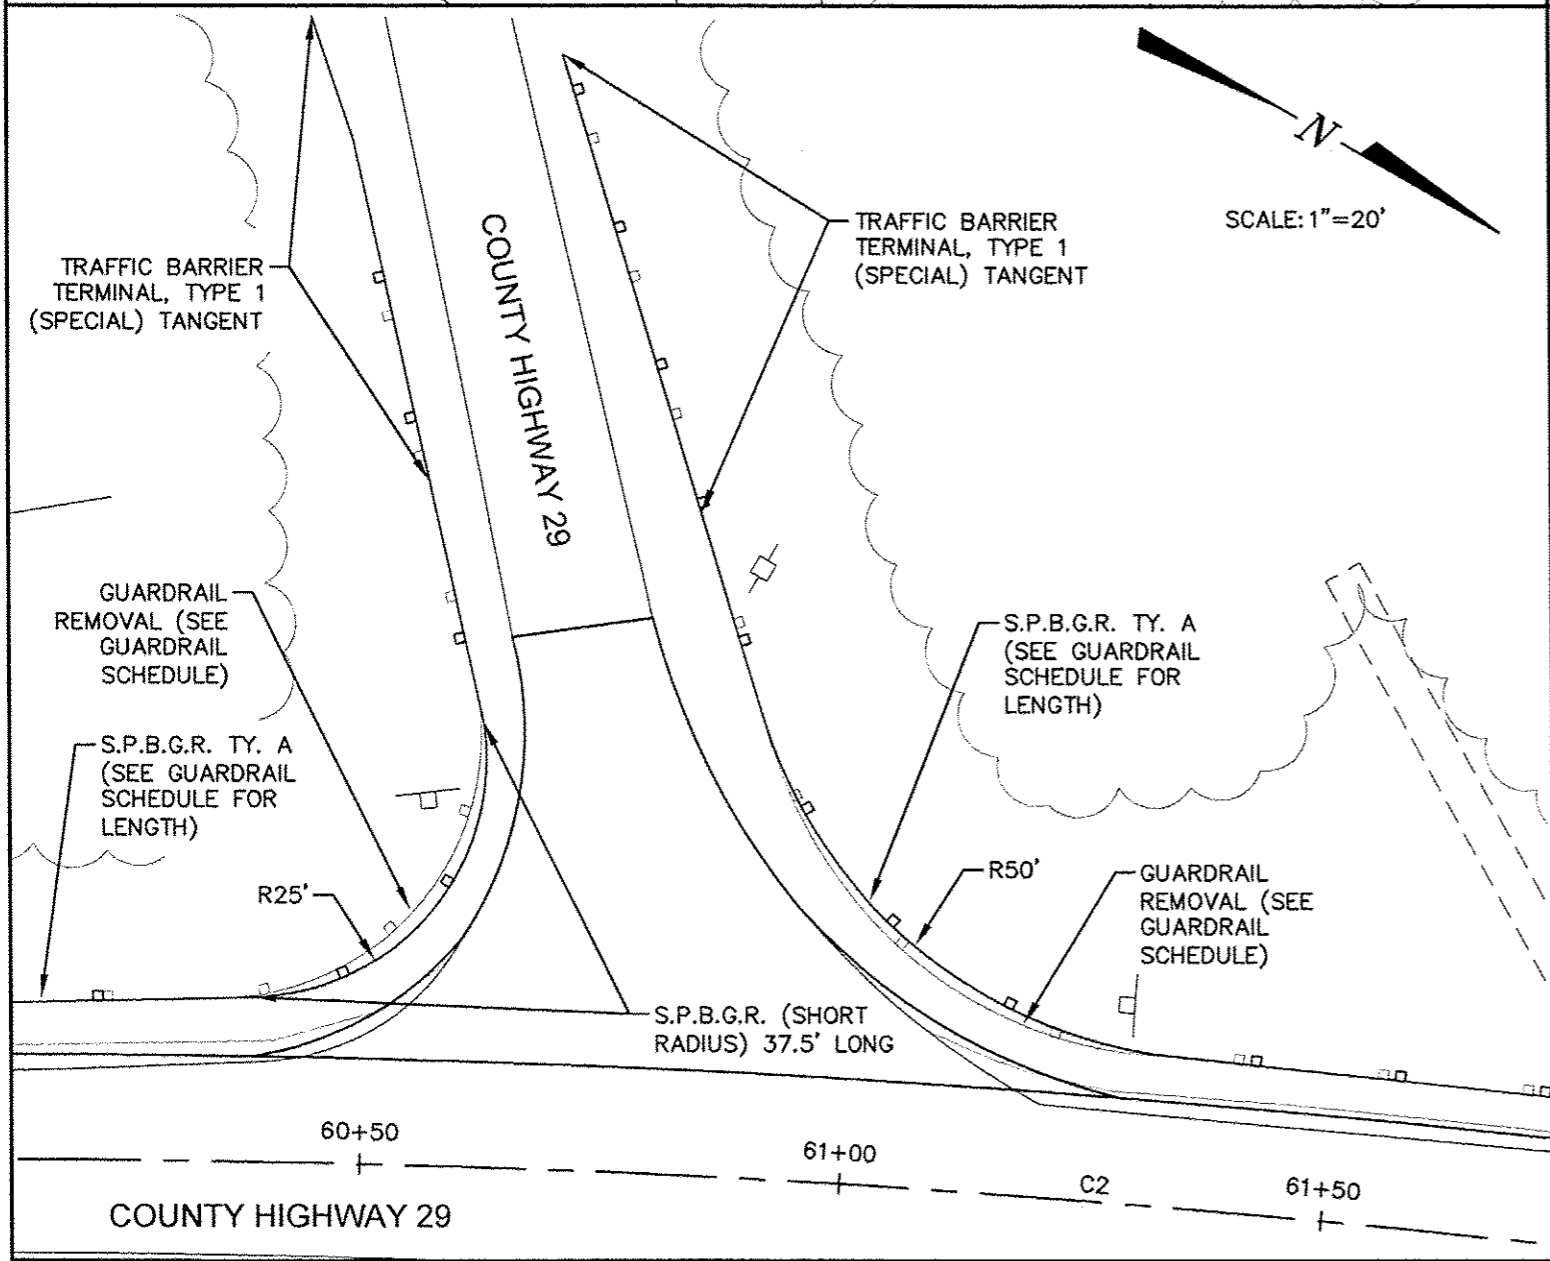 N
SCALE: 1"=20'
TRAFFIC BARRIER
TERMINAL, TYPE 1
(SPECIAL) TANGENT
TRAFFIC BARRIER
TERMINAL, TYPE 1
(SPECIAL) TANGENT
COUNTY HIGHWAY 29
GUARDRAIL
REMOVAL (SEE
GUARDRAIL
SCHEDULE)
S.P.B.G.R. TY. A
(SEE GUARDRAIL
SCHEDULE FOR
LENGTH)
S.P.B.G.R. TY. A
(SEE GUARDRAIL
SCHEDULE FOR
LENGTH)
R25'
R50'
GUARDRAIL
REMOVAL (SEE
GUARDRAIL
SCHEDULE)
S.P.B.G.R. (SHORT
RADIUS) 37.5' LONG
60+50
61+00
C2
61+50
COUNTY HIGHWAY 29